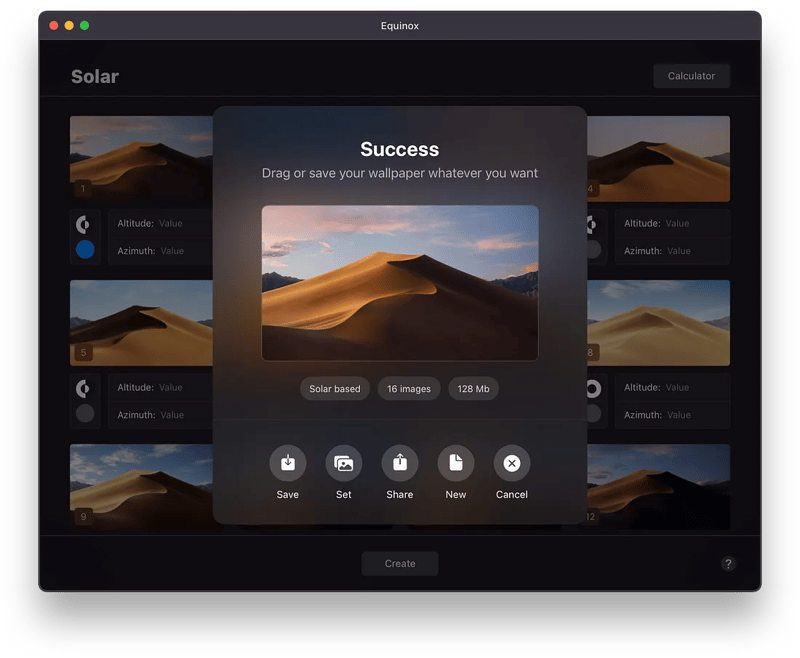 Equinox
Solar
Calculator
Success
Drag or save your wallpaper whatever you want
1
4
Altitude: Value
Azimuth: Value
Altitude: Value
Azimuth: Value
Solar based
16 images
128 Mb
5
8
Altitude: Value
Azimuth: Value
Altitude: Value
Azimuth: Value
Save
Set
Share
New
Cancel
9
12
Create
?